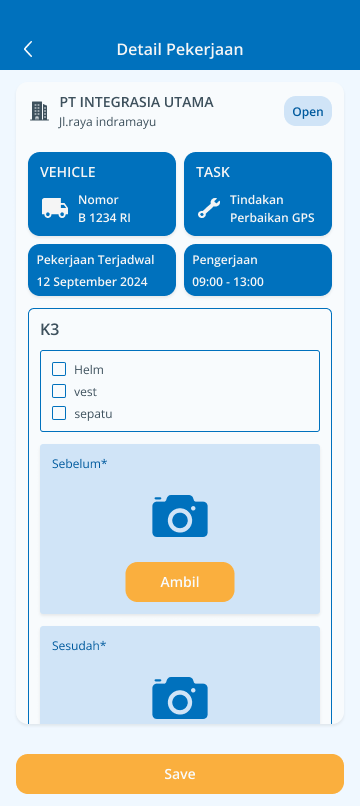 Detail Pekerjaan
PT INTEGRASIA UTAMA
Jl.raya indramayu
Open
VEHICLE
Nomor
B 1234 RI
TASK
Tindakan
Perbaikan GPS
Pekerjaan Terjadwal
12 September 2024
Pengerjaan
09:00 - 13:00
K3
Helm
vest
sepatu
Sebelum*
Ambil
Sesudah*
Save